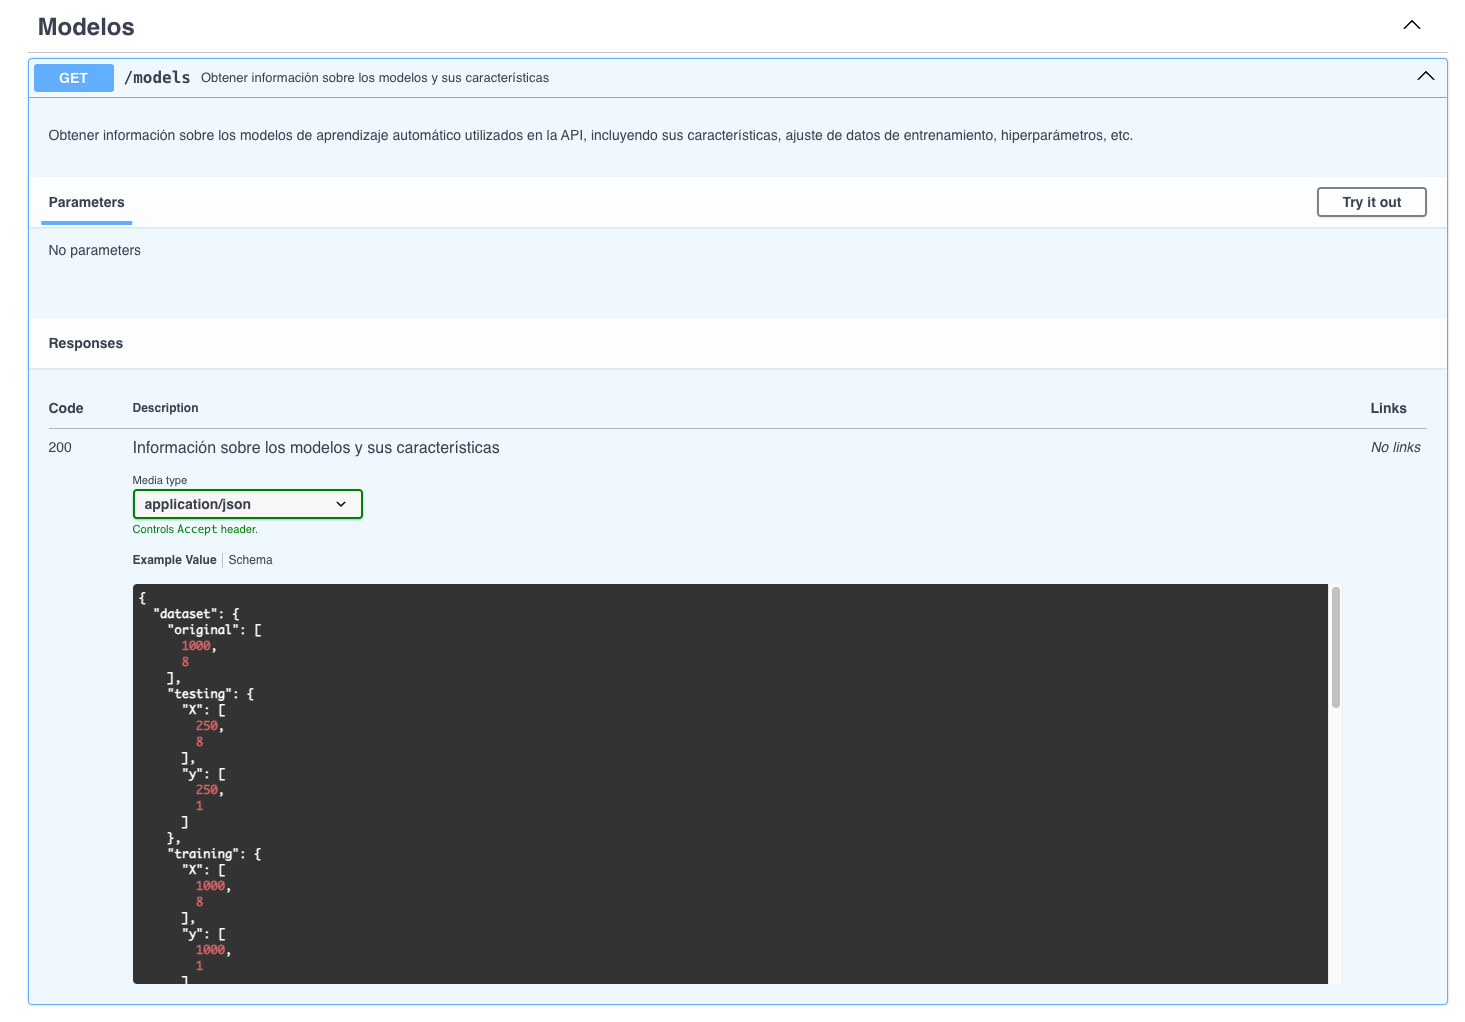 Modelos
GET /models Obtener información sobre los modelos y sus características
Obtener información sobre los modelos de aprendizaje automático utilizados en la API, incluyendo sus características, ajuste de datos de entrenamiento, hiperparámetros, etc.
Parameters Try it out
No parameters
Responses
Code Description Links
200 Información sobre los modelos y sus características No links
Media type
application/json
Controls Accept header.
Example Value Schema
{
  "dataset": {
    "original": [
      1000,
      8
    ],
    "testing": {
      "X": [
        250,
        8
      ],
      "y": [
        250,
        1
      ]
    },
    "training": {
      "X": [
        1000,
        8
      ],
      "y": [
        1000,
        1
      ]